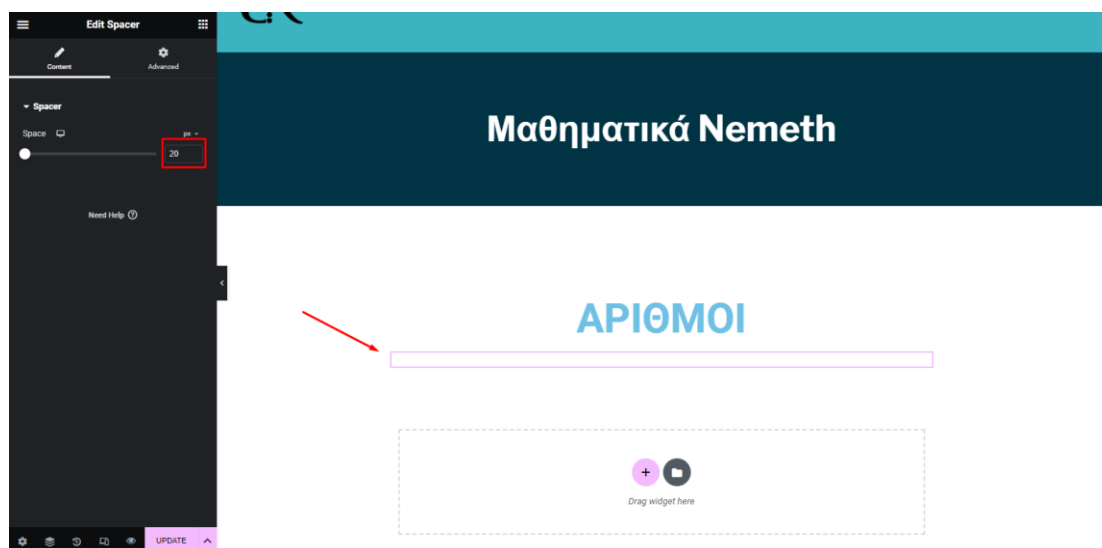 Edit Spacer
Content
Advanced
Spacer
Space
px
20
Need Help
UPDATE
Μαθηματικά Nemeth
ΑΡΙΘΜΟΙ
Drag widget here